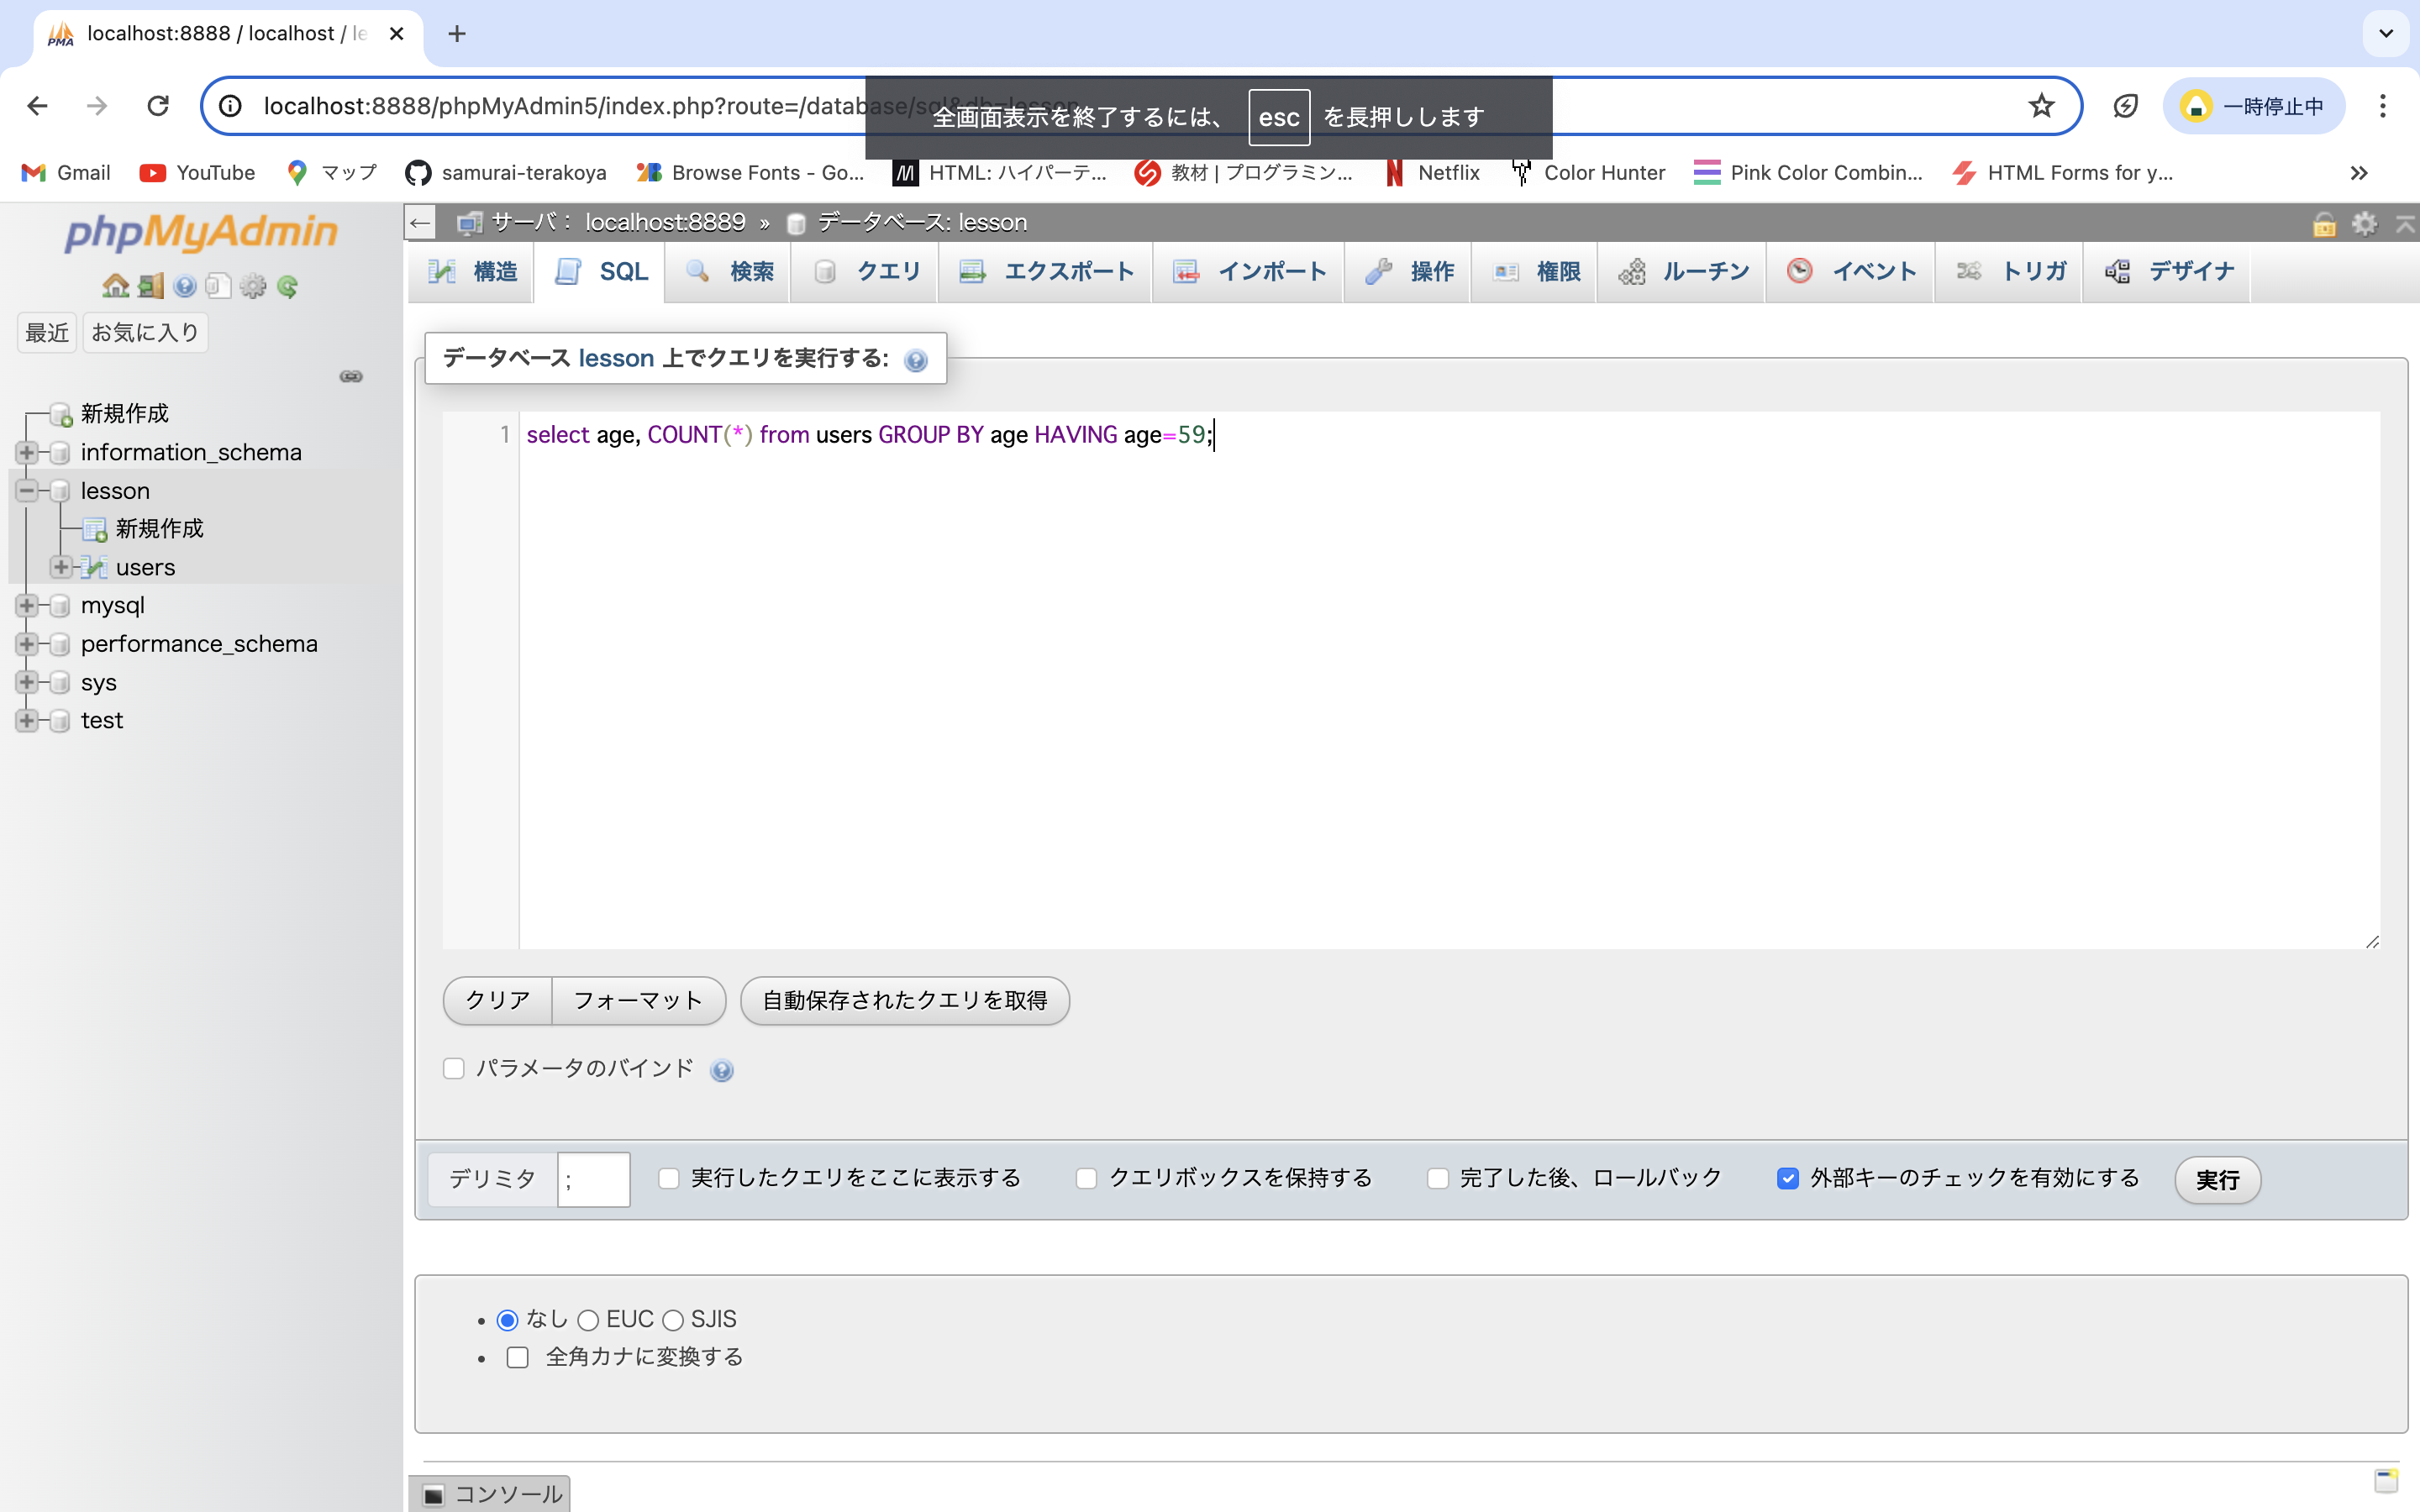 localhost:8888 / localhost / le
localhost:8888/phpMyAdmin5/index.php?route=/database/sql&db=lesson
全画面表示を終了するには、 esc を長押しします
一時停止中
Gmail YouTube マップ samurai-terakoya Browse Fonts - Go... HTML: ハイパーテ... 教材 | プログラミン... Netflix Color Hunter Pink Color Combin... HTML Forms for y...
phpMyAdmin
最近 お気に入り
新規作成
information_schema
lesson
新規作成
users
mysql
performance_schema
sys
test
サーバ： localhost:8889 » データベース: lesson
構造 SQL 検索 クエリ エクスポート インポート 操作 権限 ルーチン イベント トリガ デザイナ
データベース lesson 上でクエリを実行する:
1 select age, COUNT(*) from users GROUP BY age HAVING age=59;
クリア フォーマット 自動保存されたクエリを取得
パラメータのバインド
デリミタ ; 実行したクエリをここに表示する クエリボックスを保持する 完了した後、ロールバック 外部キーのチェックを有効にする 実行
なし EUC SJIS
全角カナに変換する
コンソール